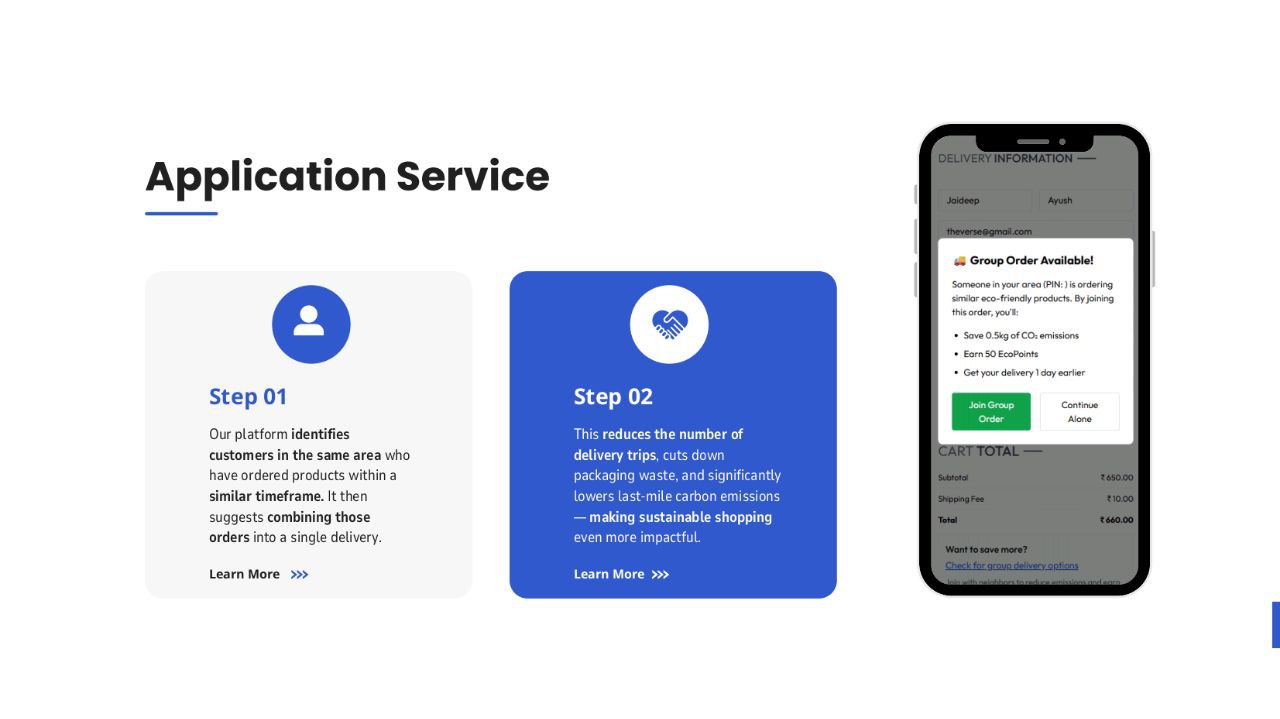 Application Service
Step 01
Our platform identifies
customers in the same area who
have ordered products within a
similar timeframe. It then
suggests combining those
orders into a single delivery.
Learn More >>>
Step 02
This reduces the number of
delivery trips, cuts down
packaging waste, and significantly
lowers last-mile carbon emissions
— making sustainable shopping
even more impactful.
Learn More >>>
DELIVERY INFORMATION
Jaideep
Ayush
theverse@gmail.com
🚚 Group Order Available!
Someone in your area (PIN: ) is ordering
similar eco-friendly products. By joining
this order, you'll:
• Save 0.5kg of CO₂ emissions
• Earn 50 EcoPoints
• Get your delivery 1 day earlier
Join Group
Order
Continue
Alone
CART TOTAL
Subtotal ₹ 650.00
Shipping Fee ₹ 10.00
Total ₹ 660.00
Want to save more?
Check for group delivery options
Join with neighbors to reduce emissions and earn